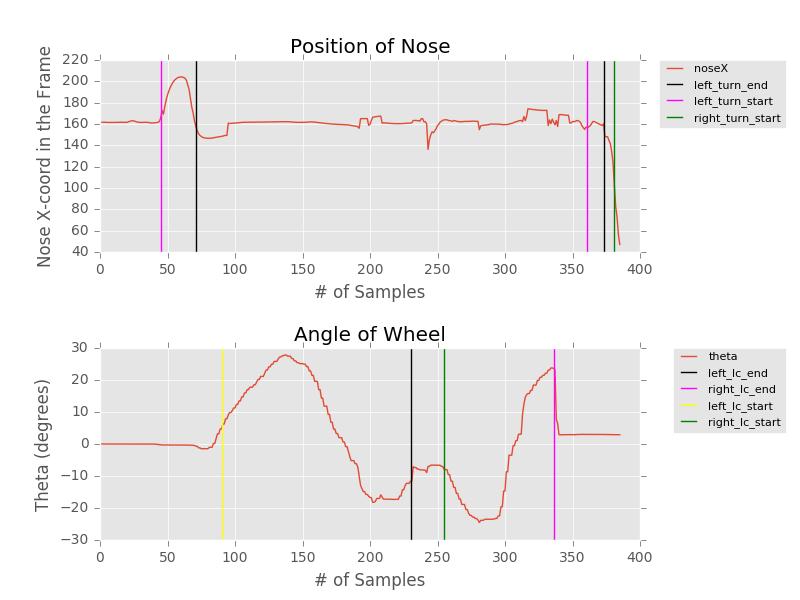 Position of Nose
Nose X-coord in the Frame
220
200
180
160
140
120
100
80
60
40
0 50 100 150 200 250 300 350 400
# of Samples
noseX
left_turn_end
left_turn_start
right_turn_start
Angle of Wheel
Theta (degrees)
30
20
10
0
−10
−20
−30
0 50 100 150 200 250 300 350 400
# of Samples
theta
left_lc_end
right_lc_end
left_lc_start
right_lc_start